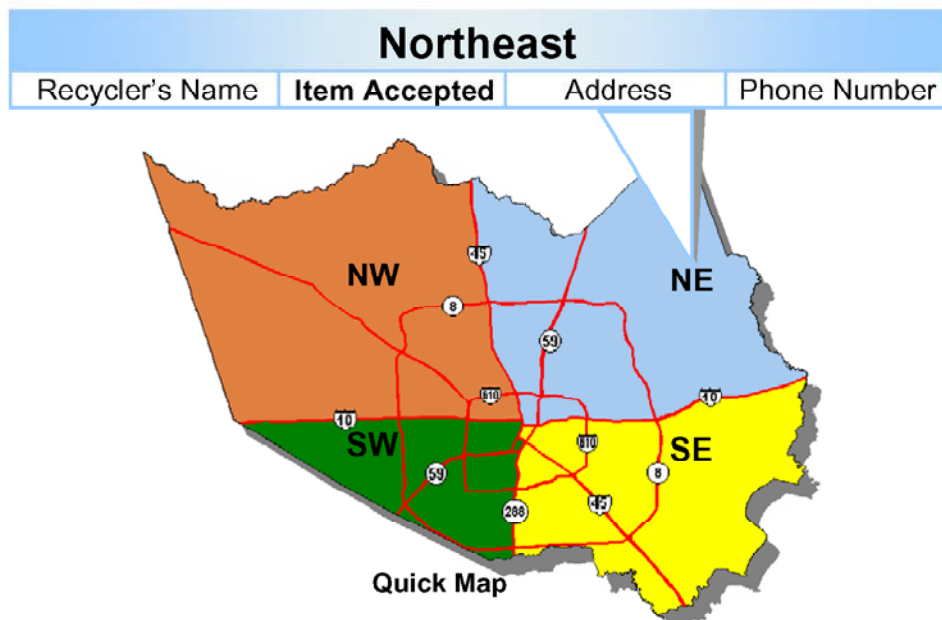 Northeast
Recycler's Name Item Accepted Address Phone Number
NW
45
NE
8
59
610
10
10
SW
610
SE
59
8
288
45
Quick Map